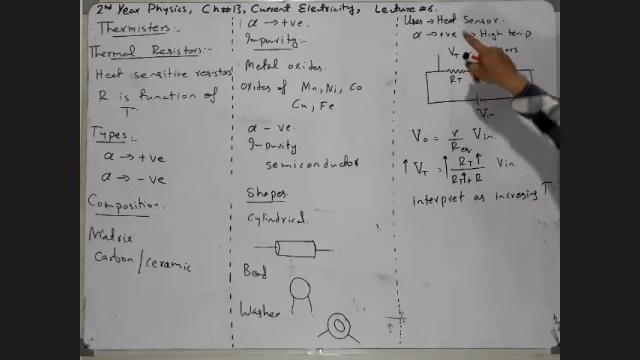 2nd Year Physics, Ch#13, Current Electricity, Lecture #6.
Thermisters:-
Thermal Resistors:-
Heat sensitive resistors
R is function of
T
Types
α → +ve
α → -ve
Composition
Matrix
Carbon/ceramic
α → +ve
Impurity:-
Metal oxides
oxides of Mn, Ni, Co
Cu, Fe
α - ve.
Impurity
semiconductor
Shapes
Cylindrical
Bead
Washer
Uses → Heat Sensor.
α → +ve High temp
VT
RT
Vin
Vo = r/Req Vin
↑ VT = RT↑/RT↑+R Vin
interpret as increasing T